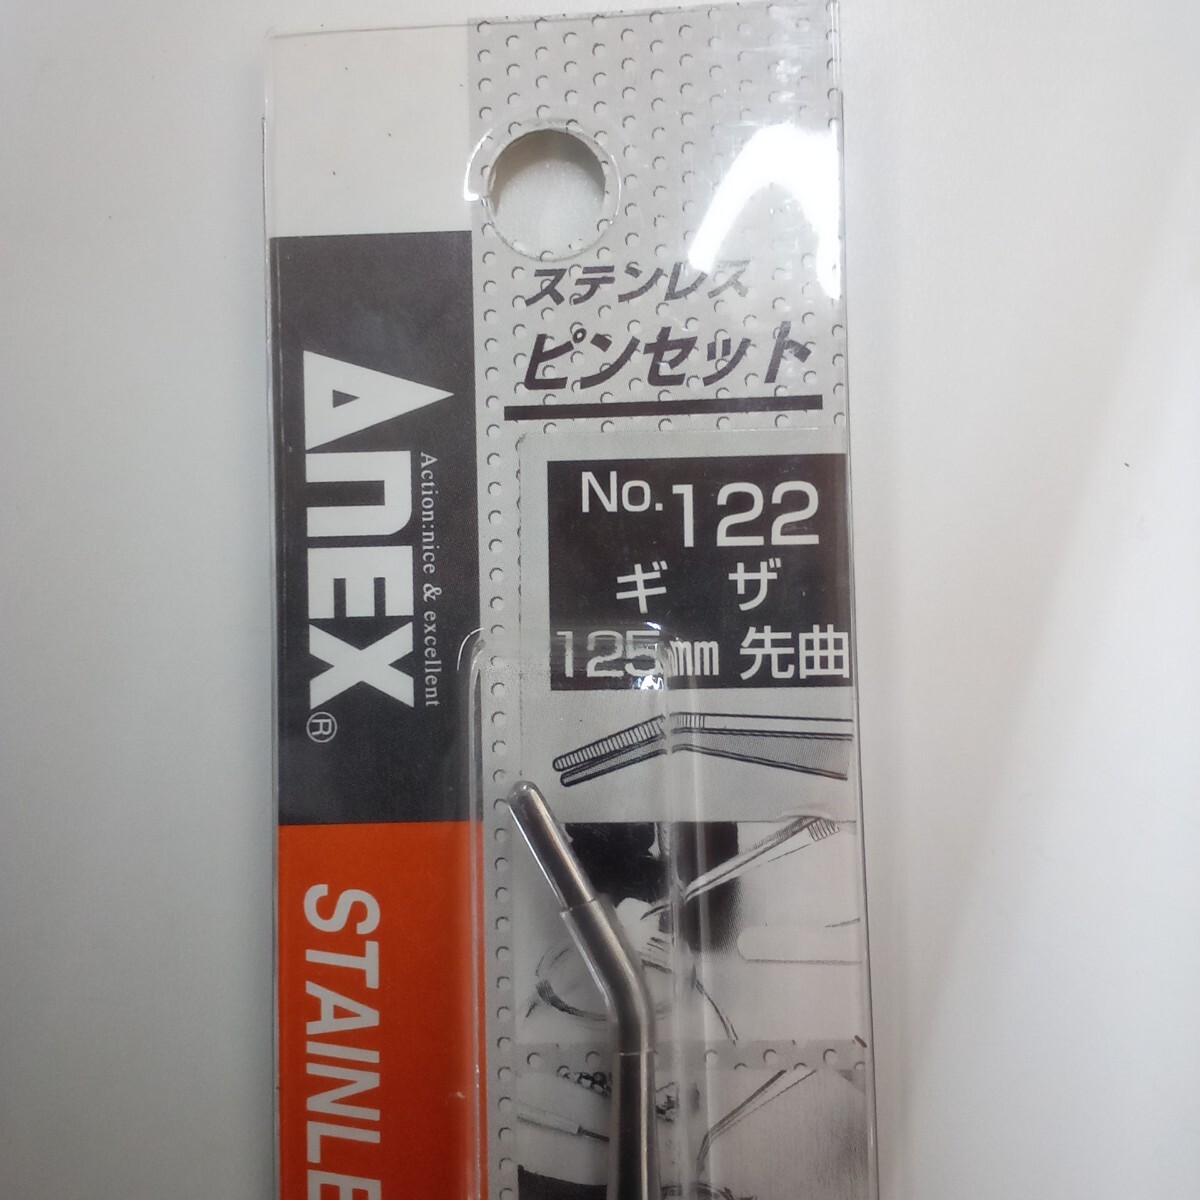 ステンレス
ピンセット
No.122
ギザ
125mm 先曲
ANEX®
Action:nice & excellent
STAINLE